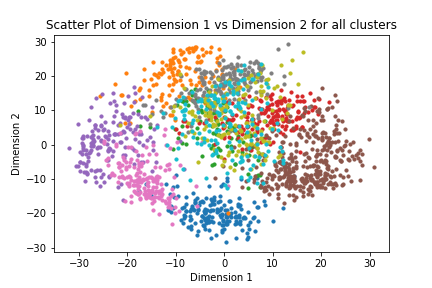 Scatter Plot of Dimension 1 vs Dimension 2 for all clusters
30
20
10
0
−10
−20
−30
Dimension 2
−30 −20 −10 0 10 20 30
Dimension 1